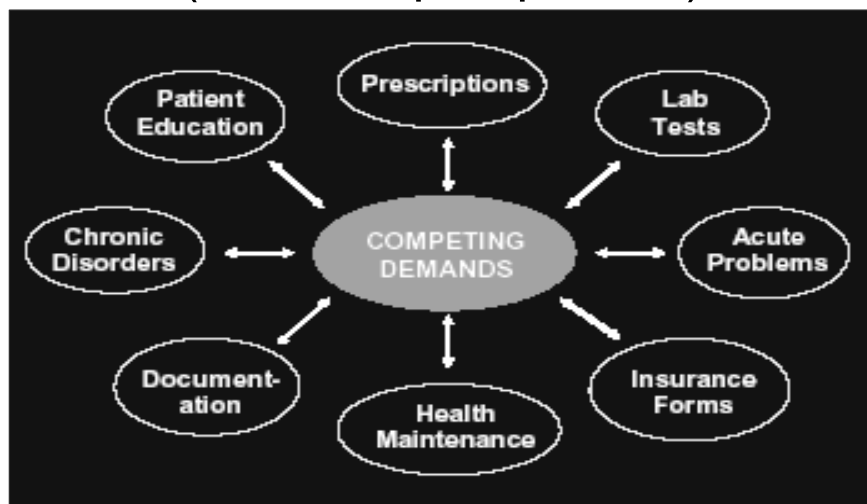 Prescriptions
Patient
Education
Lab
Tests
Chronic
Disorders
COMPETING
DEMANDS
Acute
Problems
Document-
ation
Insurance
Forms
Health
Maintenance